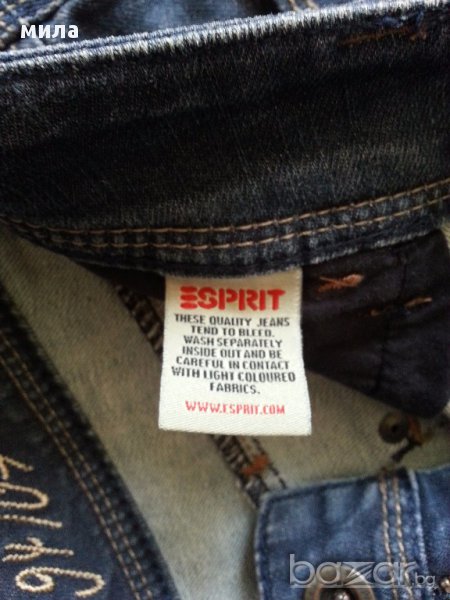 мила
ESPRIT
THESE QUALITY JEANS
TEND TO BLEED.
WASH SEPARATELY
INSIDE OUT AND BE
CAREFUL IN CONTACT
WITH LIGHT COLOURED
FABRICS.
WWW.ESPRIT.COM
bazar.bg